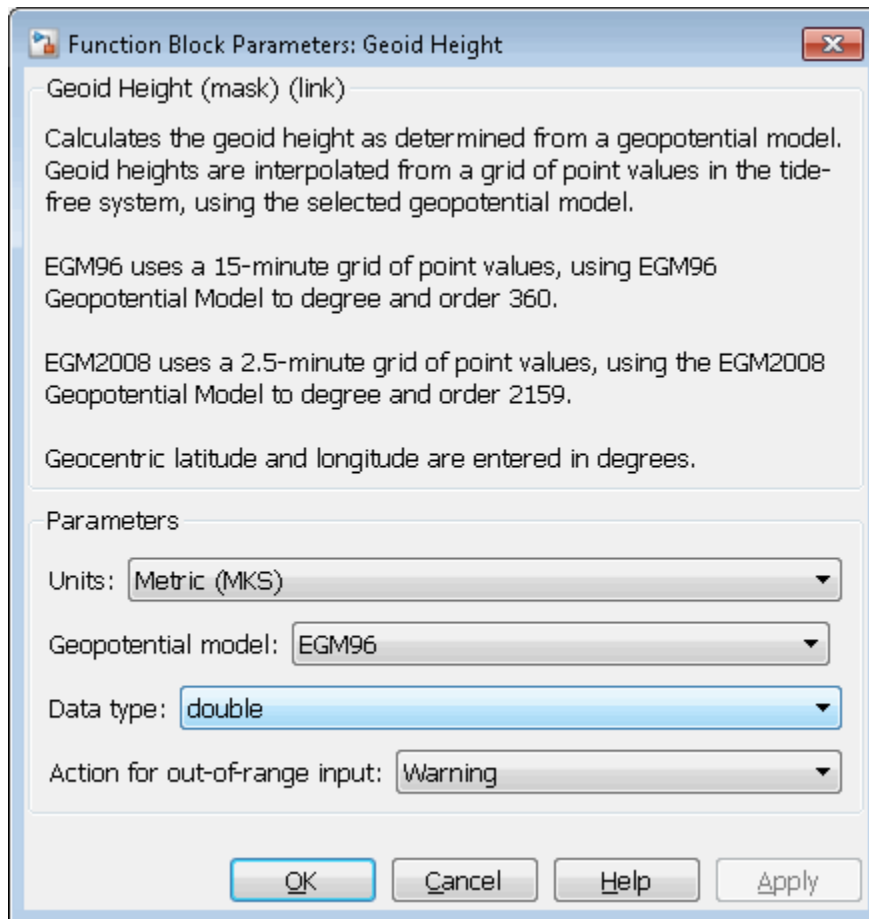 Function Block Parameters: Geoid Height
Geoid Height (mask) (link)
Calculates the geoid height as determined from a geopotential model.
Geoid heights are interpolated from a grid of point values in the tide-
free system, using the selected geopotential model.
EGM96 uses a 15-minute grid of point values, using EGM96
Geopotential Model to degree and order 360.
EGM2008 uses a 2.5-minute grid of point values, using the EGM2008
Geopotential Model to degree and order 2159.
Geocentric latitude and longitude are entered in degrees.
Parameters
Units: Metric (MKS)
Geopotential model: EGM96
Data type: double
Action for out-of-range input: Warning
OK Cancel Help Apply